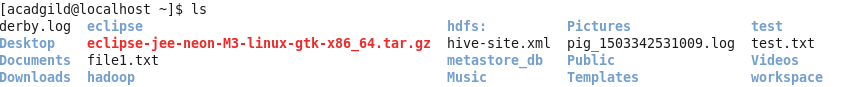 [acadgild@localhost ~]$ ls
derby.log eclipse hdfs: Pictures test
Desktop eclipse-jee-neon-M3-linux-gtk-x86_64.tar.gz hive-site.xml pig_1503342531009.log test.txt
Documents file1.txt metastore_db Public Videos
Downloads hadoop Music Templates workspace